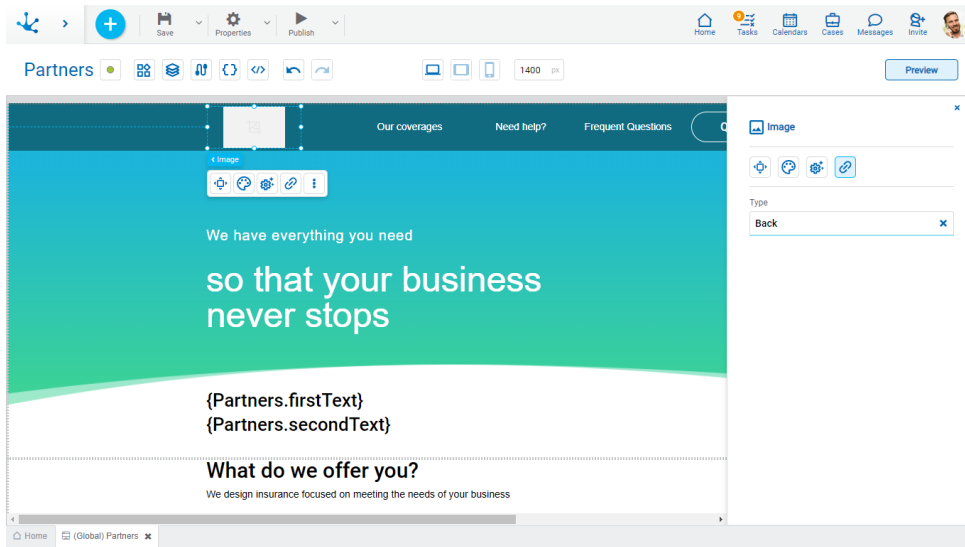 Save
Properties
Publish
Home
9
Tasks
Calendars
Cases
Messages
Invite
Partners
1400 px
Preview
Our coverages
Need help?
Frequent Questions
Q
Image
Image
Type
Back
We have everything you need
so that your business
never stops
{Partners.firstText}
{Partners.secondText}
What do we offer you?
We design insurance focused on meeting the needs of your business
Home
(Global) Partners